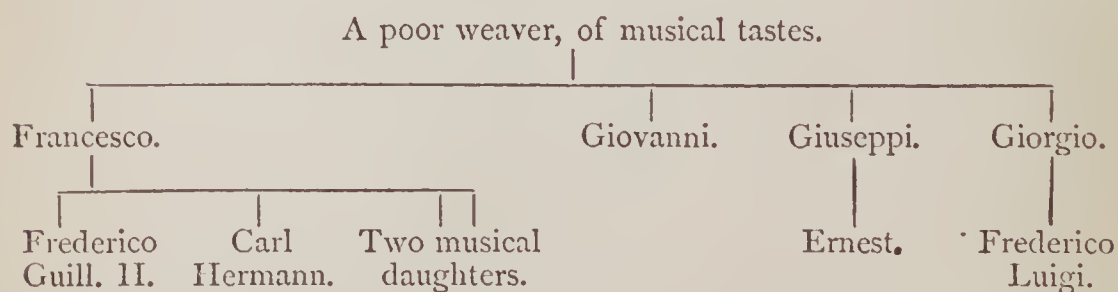 A poor weaver, of musical tastes.
Francesco. Giovanni. Giuseppi. Giorgio.
Frederico Carl Two musical Ernest. Frederico
Guill. II. Hermann. daughters. Luigi.